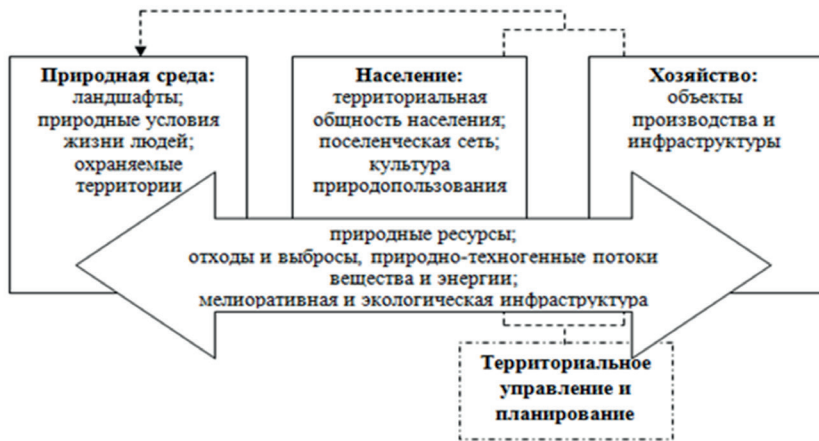 Природная среда:
ландшафты;
природные условия
жизни людей;
охраняемые
территории
Население:
территориальная
общность населения;
поселенческая сеть;
культура
природопользования
Хозяйство:
объекты
производства и
инфраструктуры
природные ресурсы;
отходы и выбросы, природно-техногенные потоки
вещества и энергии;
мелиоративная и экологическая инфраструктура
Территориальное
управление и
планирование